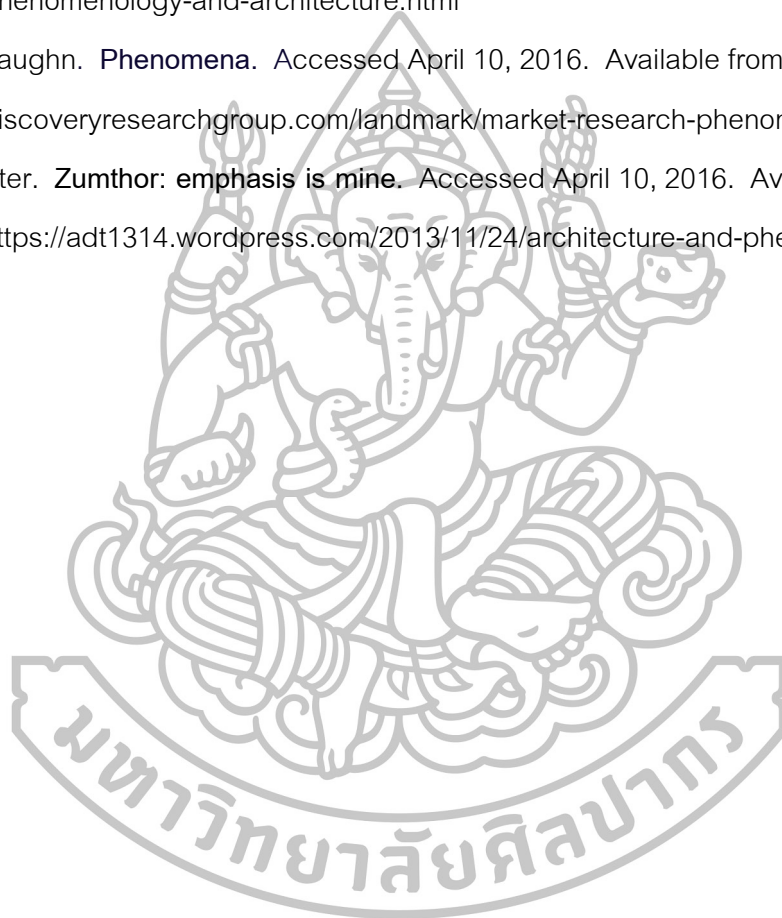 phenomenology-and-architecture.html
aughn. Phenomena. Accessed April 10, 2016. Available from
iscoveryresearchgroup.com/landmark/market-research-phenor
ter. Zumthor: emphasis is mine. Accessed April 10, 2016. Av
ttps://adt1314.wordpress.com/2013/11/24/architecture-and-phe
มหาวิทยาลัยศิลปากร